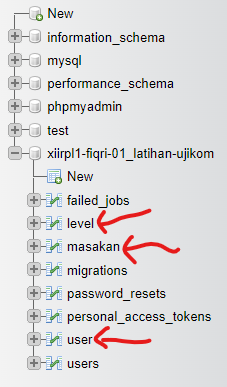 New
information_schema
mysql
performance_schema
phpmyadmin
test
xiirpl1-fiqri-01_latihan-ujikom
New
failed_jobs
level
masakan
migrations
password_resets
personal_access_tokens
user
users